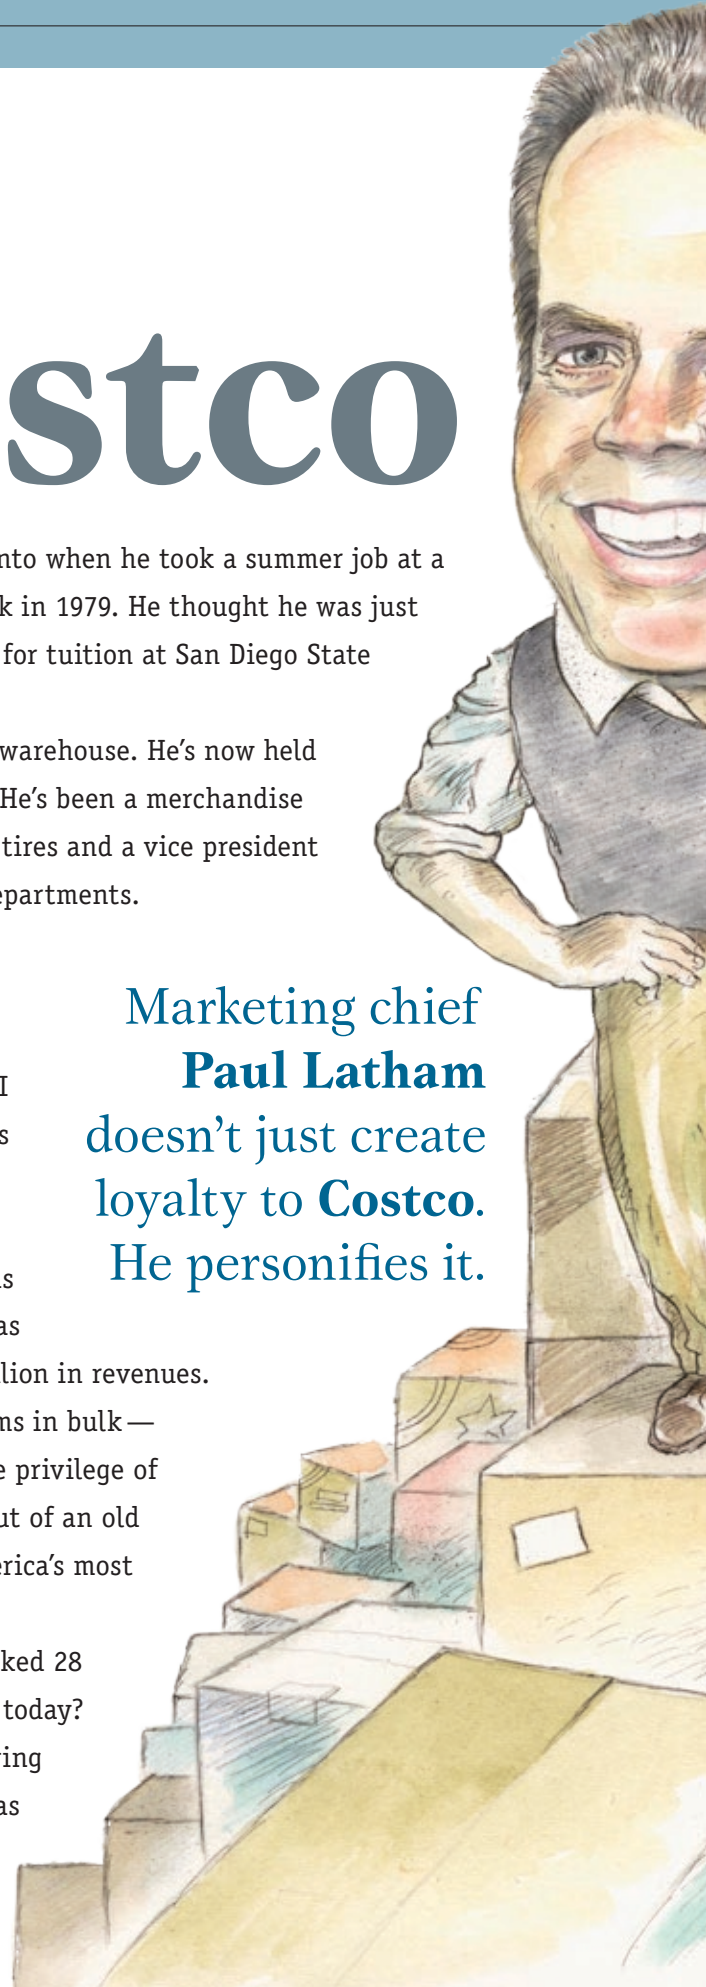 stco
nto when he took a summer job at a
k in 1979. He thought he was just
for tuition at San Diego State
warehouse. He's now held
He's been a merchandise
tires and a vice president
epartments.
Marketing chief
Paul Latham
doesn't just create
loyalty to Costco.
He personifies it.
I
s
as
lion in revenues.
ms in bulk —
e privilege of
ut of an old
erica's most
ked 28
today?
ing
as